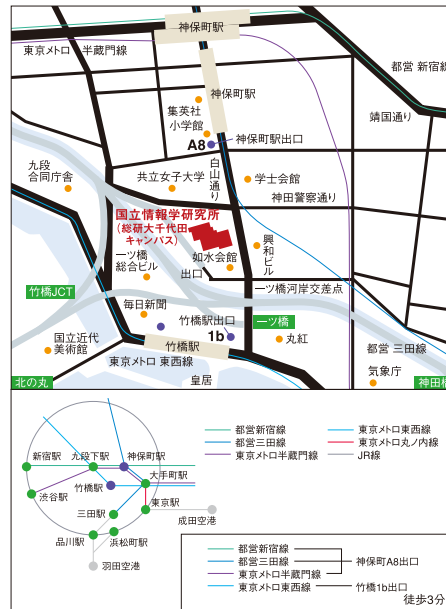 神保町駅
東京メトロ 半蔵門線
都営 新宿線
神保町駅
集英社
小学館
靖国通り
A8
神保町駅出口
九段
合同庁舎
共立女子大学
白山通り
学士会館
神田警察通り
国立情報学研究所
(総研大千代田
キャンパス)
興和ビル
如水会館
一ツ橋
総合ビル
出口
一ツ橋河岸交差点
竹橋JCT
毎日新聞
竹橋駅出口
1b
一ツ橋
丸紅
国立近代
美術館
竹橋駅
東京メトロ 東西線
都営 三田線
皇居
気象庁
北の丸
神田橋
都営新宿線
都営三田線
東京メトロ半蔵門線
東京メトロ東西線
東京メトロ丸ノ内線
JR線
新宿駅
九段下駅
神保町駅
大手町駅
竹橋駅
渋谷駅
三田駅
東京駅
成田空港
品川駅
浜松町駅
羽田空港
都営新宿線
都営三田線
東京メトロ半蔵門線
神保町A8出口
東京メトロ東西線
竹橋1b出口
徒歩3分